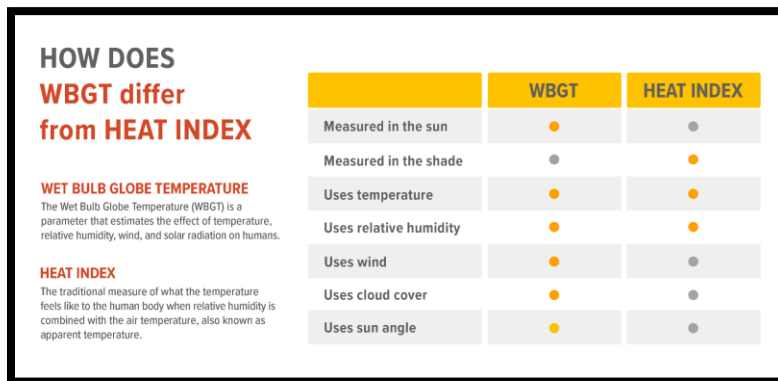 HOW DOES
WBGT differ
from HEAT INDEX
WET BULB GLOBE TEMPERATURE
The Wet Bulb Globe Temperature (WBGT) is a
parameter that estimates the effect of temperature,
relative humidity, wind, and solar radiation on humans.
HEAT INDEX
The traditional measure of what the temperature
feels like to the human body when relative humidity is
combined with the air temperature, also known as
apparent temperature.
WBGT HEAT INDEX
Measured in the sun
Measured in the shade
Uses temperature
Uses relative humidity
Uses wind
Uses cloud cover
Uses sun angle